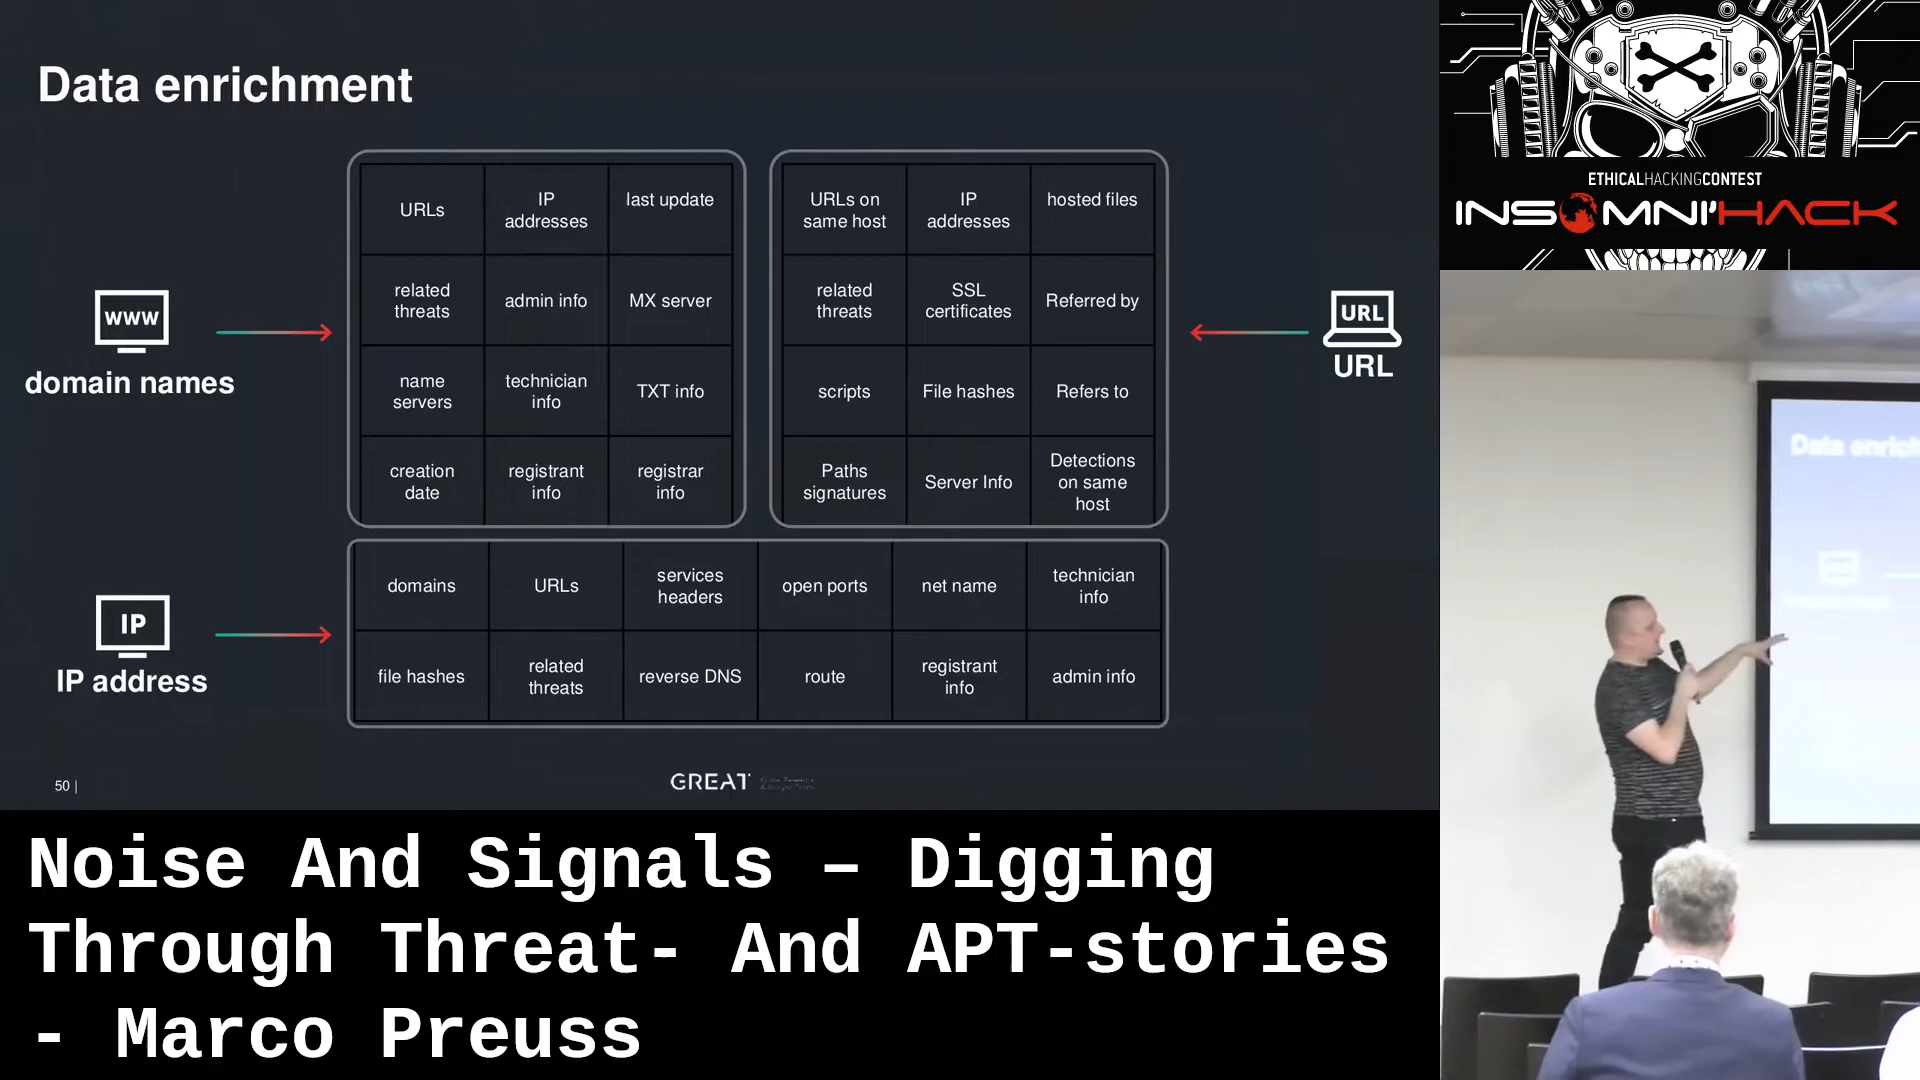 Data enrichment
WWW
domain names
URLs
IP
addresses
last update
related
threats
admin info
MX server
name
servers
technician
info
TXT info
creation
date
registrant
info
registrar
info
URLs on
same host
IP
addresses
hosted files
related
threats
SSL
certificates
Referred by
scripts
File hashes
Refers to
Paths
signatures
Server Info
Detections
on same
host
URL
URL
IP
IP address
domains
URLs
services
headers
open ports
net name
technician
info
file hashes
related
threats
reverse DNS
route
registrant
info
admin info
50 |
GREAT
ETHICALHACKINGCONTEST
INSOMNI'HACK
Data enrich
Noise And Signals – Digging
Through Threat- And APT-stories
- Marco Preuss